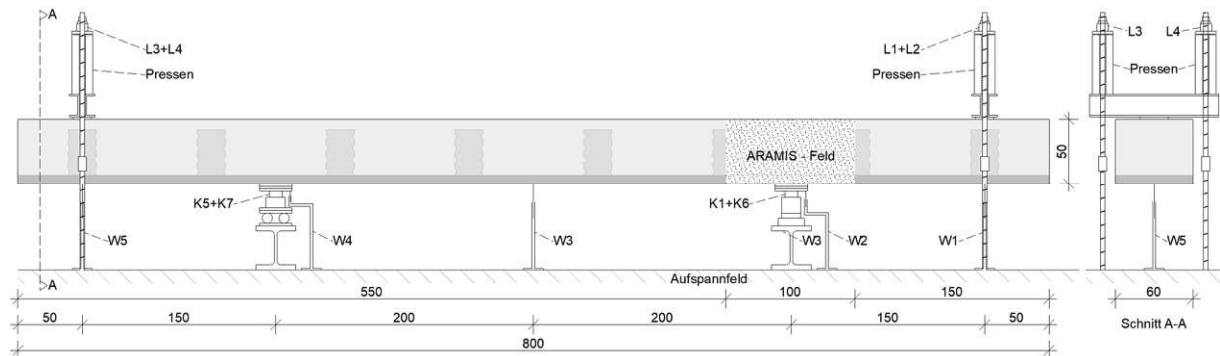 A
L3+L4
L1+L2
L3
L4
Pressen
Pressen
Pressen
ARAMIS - Feld
50
K5+K7
K1+K6
W5
W4
W3
W3
W2
W1
W5
A
Aufspannfeld
550
100
150
60
50
150
200
200
150
50
Schnitt A-A
800